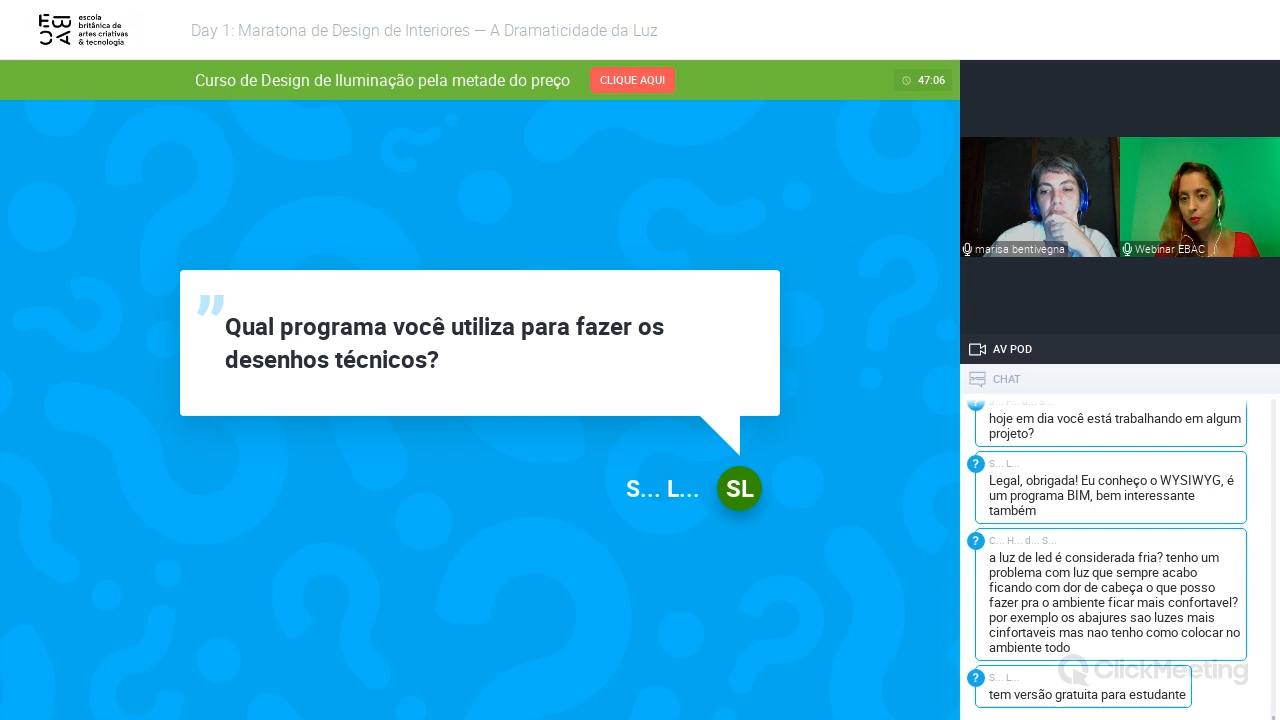 escola
britânica de
artes criativas
& tecnologia
EBAC
Day 1: Maratona de Design de Interiores — A Dramaticidade da Luz
Curso de Design de Iluminação pela metade do preço
CLIQUE AQUI
47:06
Qual programa você utiliza para fazer os
desenhos técnicos?
S... L...
SL
marisa bentivegna
Webinar EBAC
AV POD
CHAT
hoje em dia você está trabalhando em algum
projeto?
S... L...
Legal, obrigada! Eu conheço o WYSIWYG, é
um programa BIM, bem interessante
também
C... H... d... S...
a luz de led é considerada fria? tenho um
problema com luz que sempre acabo
ficando com dor de cabeça o que posso
fazer pra o ambiente ficar mais confortavel?
por exemplo os abajures sao luzes mais
cinfortaveis mas nao tenho como colocar no
ambiente todo
ClickMeeting
S... L...
tem versão gratuita para estudante